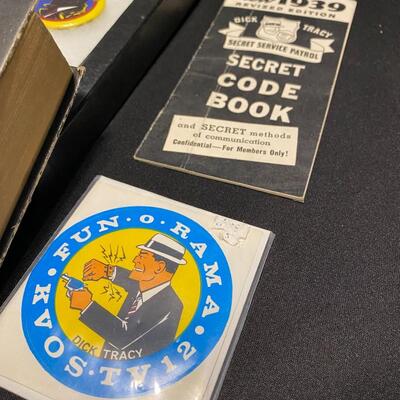 1939
REVISED EDITION
DICK TRACY
SECRET SERVICE PATROL
SECRET
CODE
BOOK
and SECRET methods
of communication
Confidential—For Members Only!
FUN·O·RAMA
KVOS·TV 12
DICK TRACY